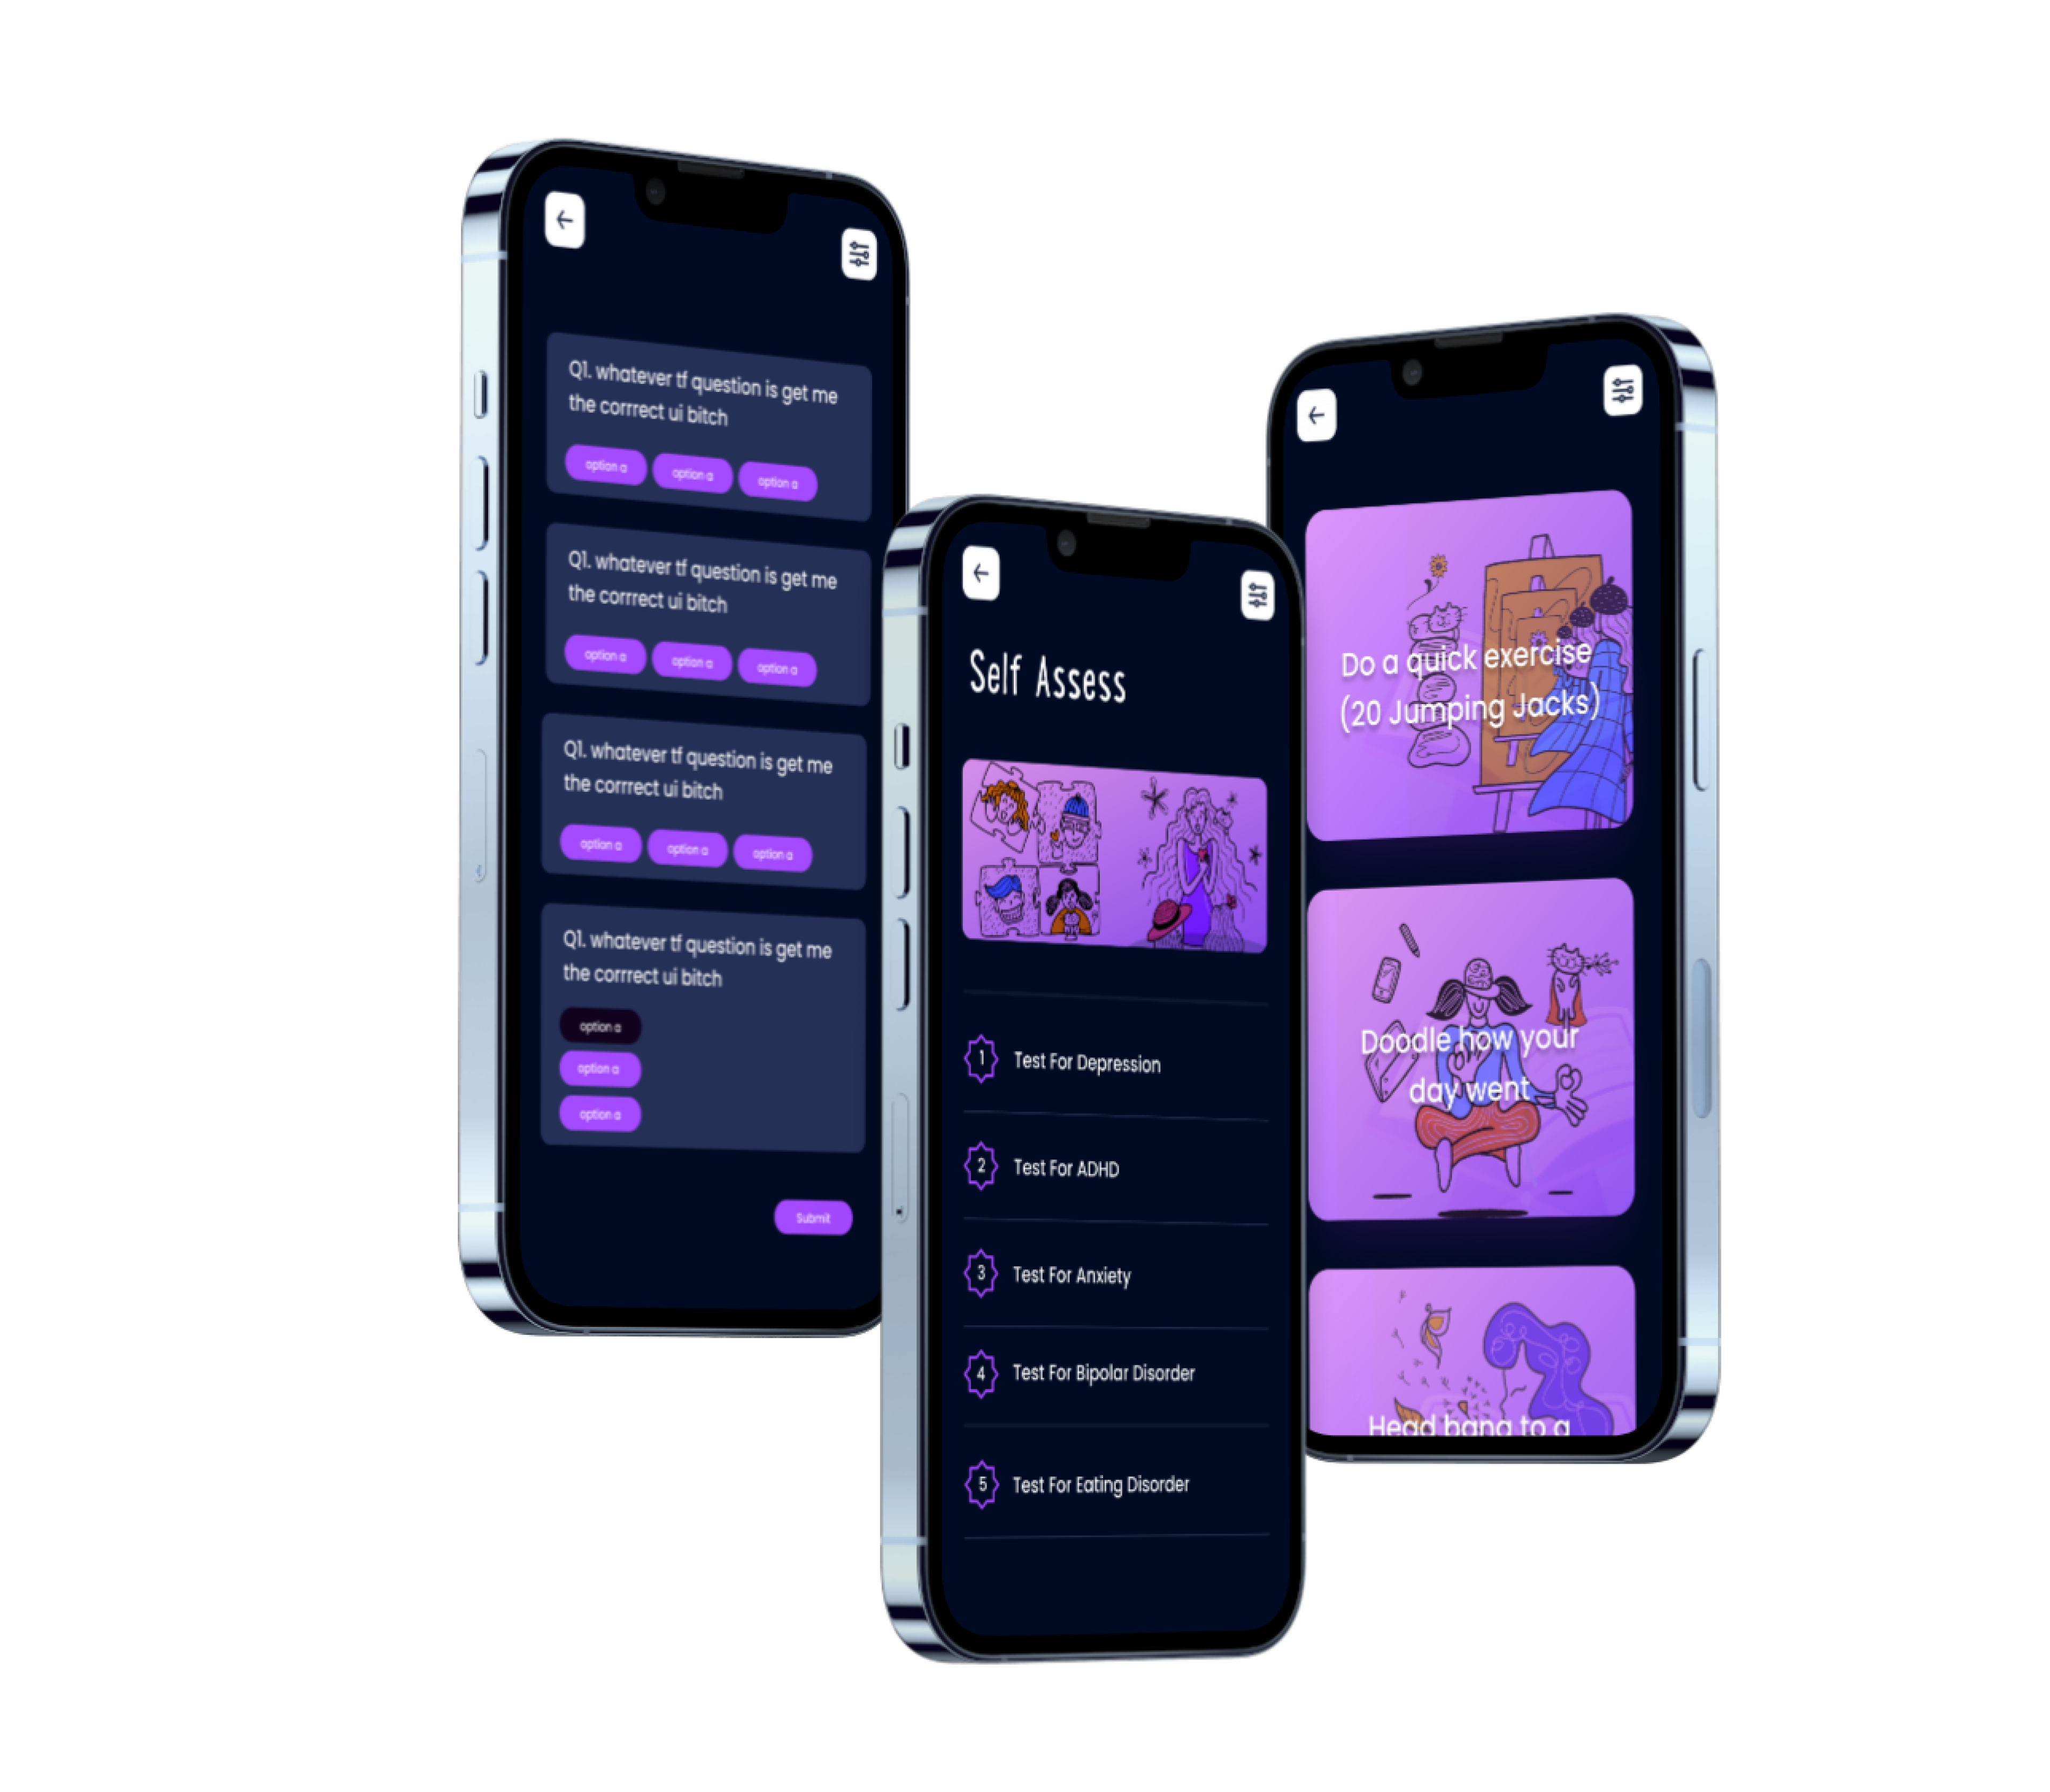 Q1. whatever tf question is get me
the corrrect ui bitch
option a option a option a
Q1. whatever tf question is get me
the corrrect ui bitch
option a option a option a
Q1. whatever tf question is get me
the corrrect ui bitch
option a option a option a
Q1. whatever tf question is get me
the corrrect ui bitch
option a
option a
option a
Submit
Self Assess
1 Test For Depression
2 Test For ADHD
3 Test For Anxiety
4 Test For Bipolar Disorder
5 Test For Eating Disorder
Do a quick exercise
(20 Jumping Jacks)
Doodle how your
day went
Head bang to a